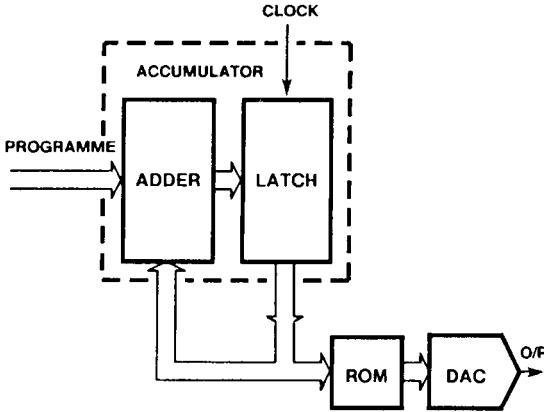 CLOCK
ACCUMULATOR
PROGRAMME
ADDER
LATCH
O/P
ROM
DAC